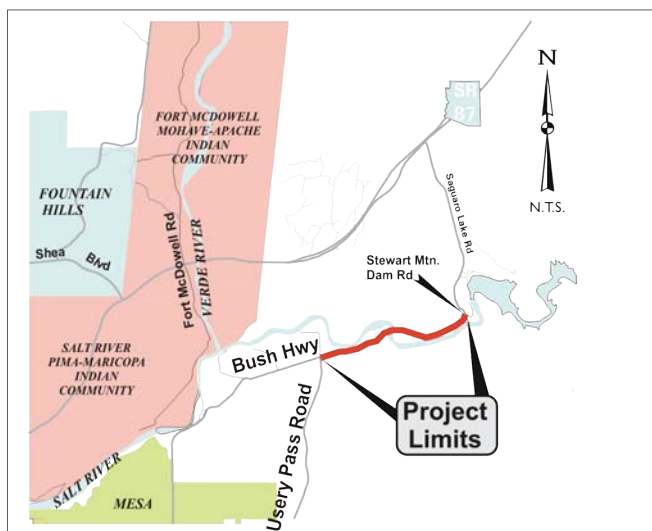 N
N.T.S.
SR
87
FORT MCDOWELL
MOHAVE-APACHE
INDIAN
COMMUNITY
FOUNTAIN
HILLS
Shea
Blvd
Fort McDowell Rd
VERDE RIVER
Saguaro Lake Rd
Stewart Mtn.
Dam Rd
SALT RIVER
PIMA-MARICOPA
INDIAN
COMMUNITY
Bush Hwy
Project
Limits
Usery Pass Road
SALT RIVER
MESA